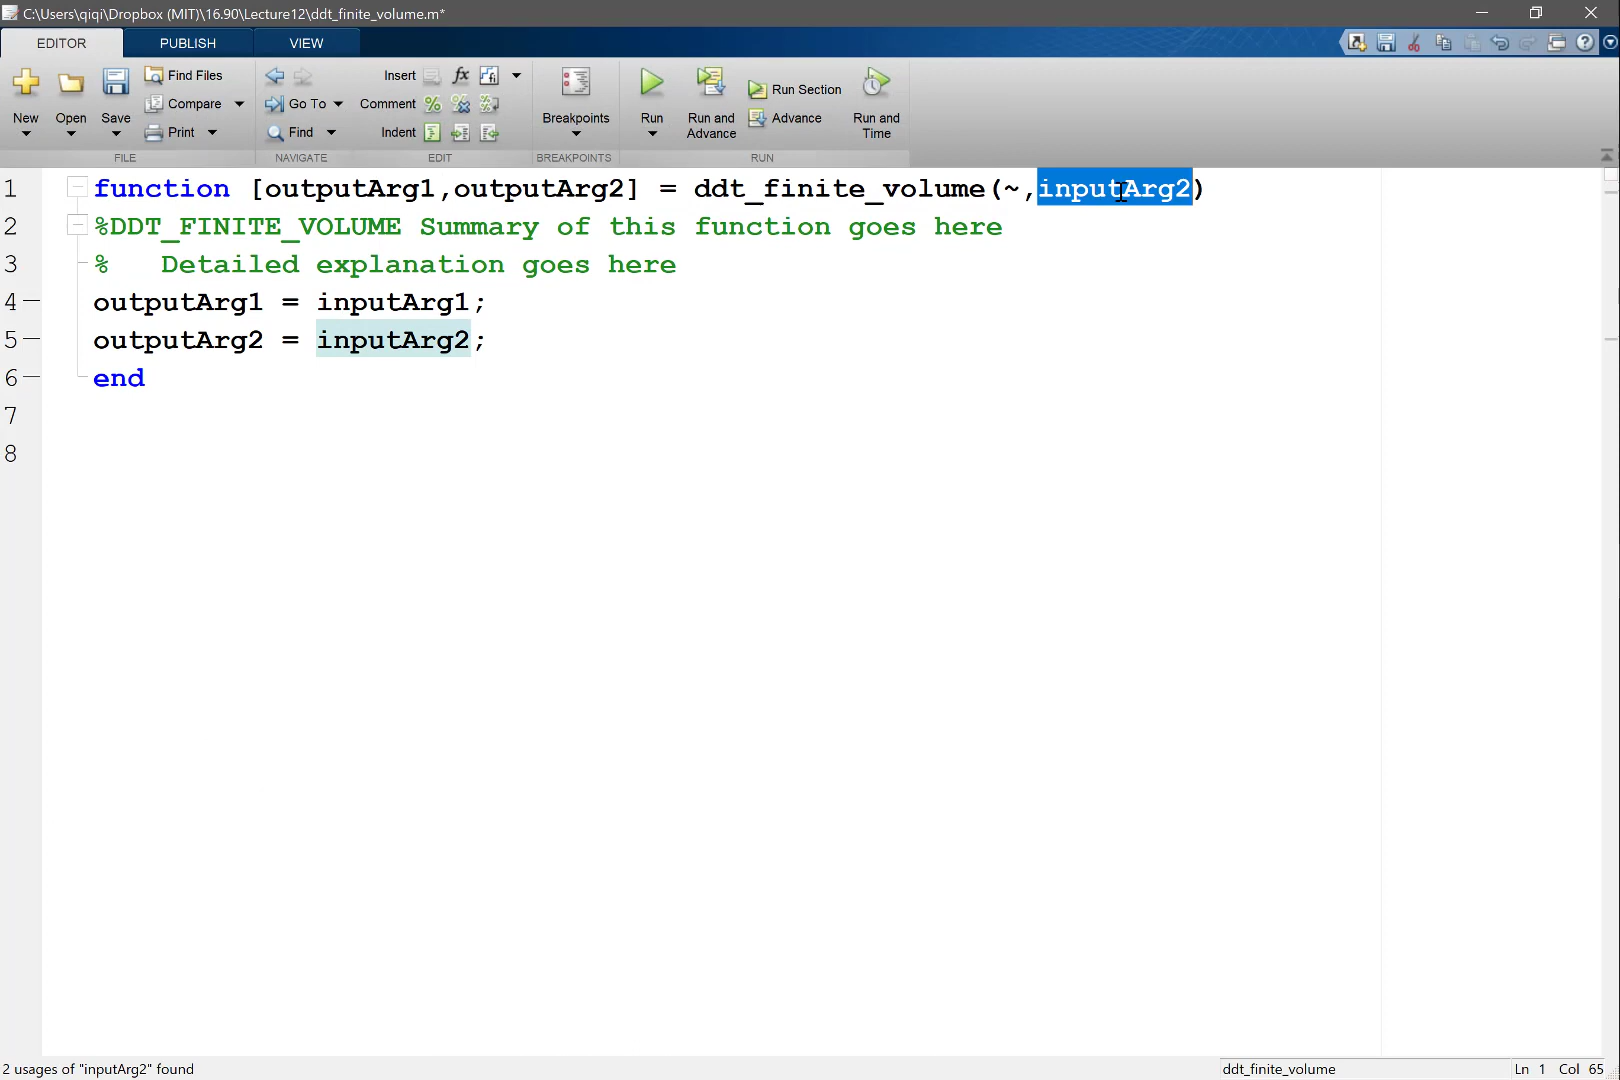 C:\Users\qiqi\Dropbox (MIT)\16.90\Lecture12\ddt_finite_volume.m*
EDITOR PUBLISH VIEW
New
Open
Save
Find Files
Compare
Print
FILE
Go To
Find
NAVIGATE
Insert fx fi
Comment % % %
Indent
EDIT
Breakpoints
BREAKPOINTS
Run
Run and Advance
Run Section
Advance
Run and Time
RUN
1 function [outputArg1,outputArg2] = ddt_finite_volume(~,inputArg2)
2 %DDT_FINITE_VOLUME Summary of this function goes here
3 %   Detailed explanation goes here
4 outputArg1 = inputArg1;
5 outputArg2 = inputArg2;
6 end
7
8
2 usages of "inputArg2" found
ddt_finite_volume
Ln 1 Col 65